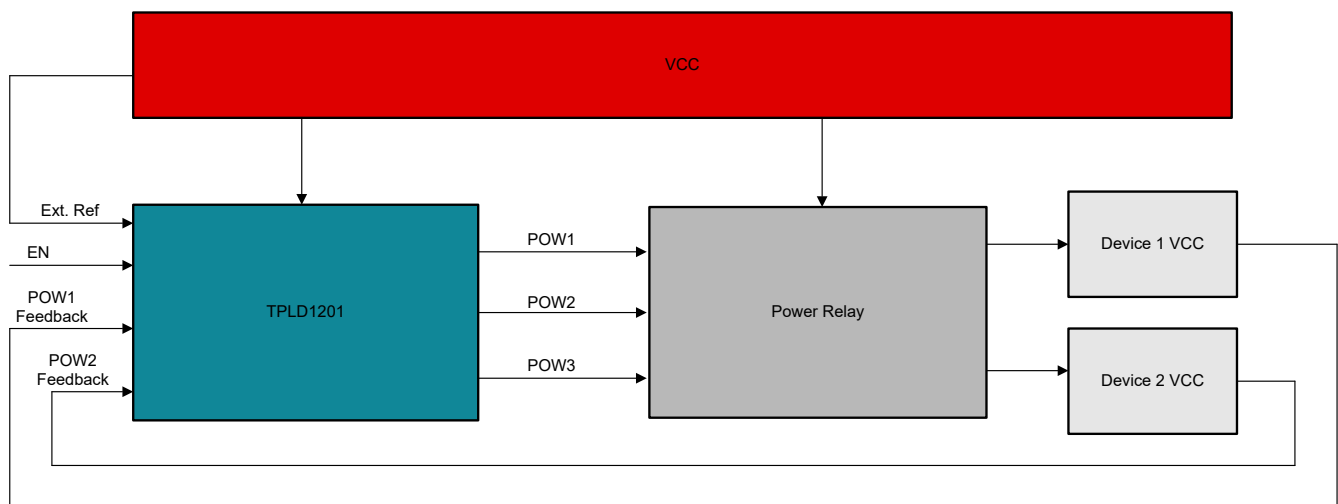 VCC
Ext. Ref
EN
POW1
Feedback
POW2
Feedback
TPLD1201
POW1
POW2
POW3
Power Relay
Device 1 VCC
Device 2 VCC